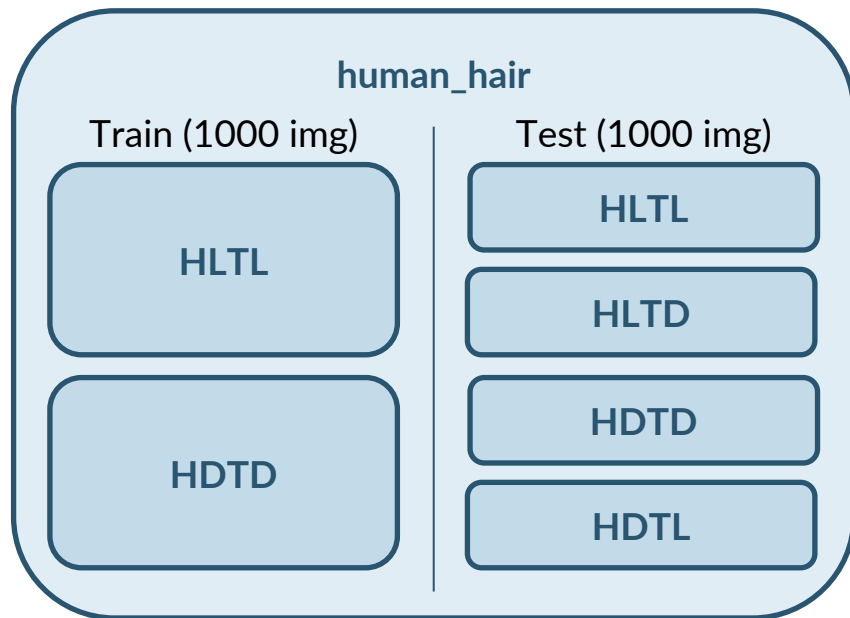 human_hair
Train (1000 img)
HLTL
HDTD
Test (1000 img)
HLTL
HLTD
HDTD
HDTL